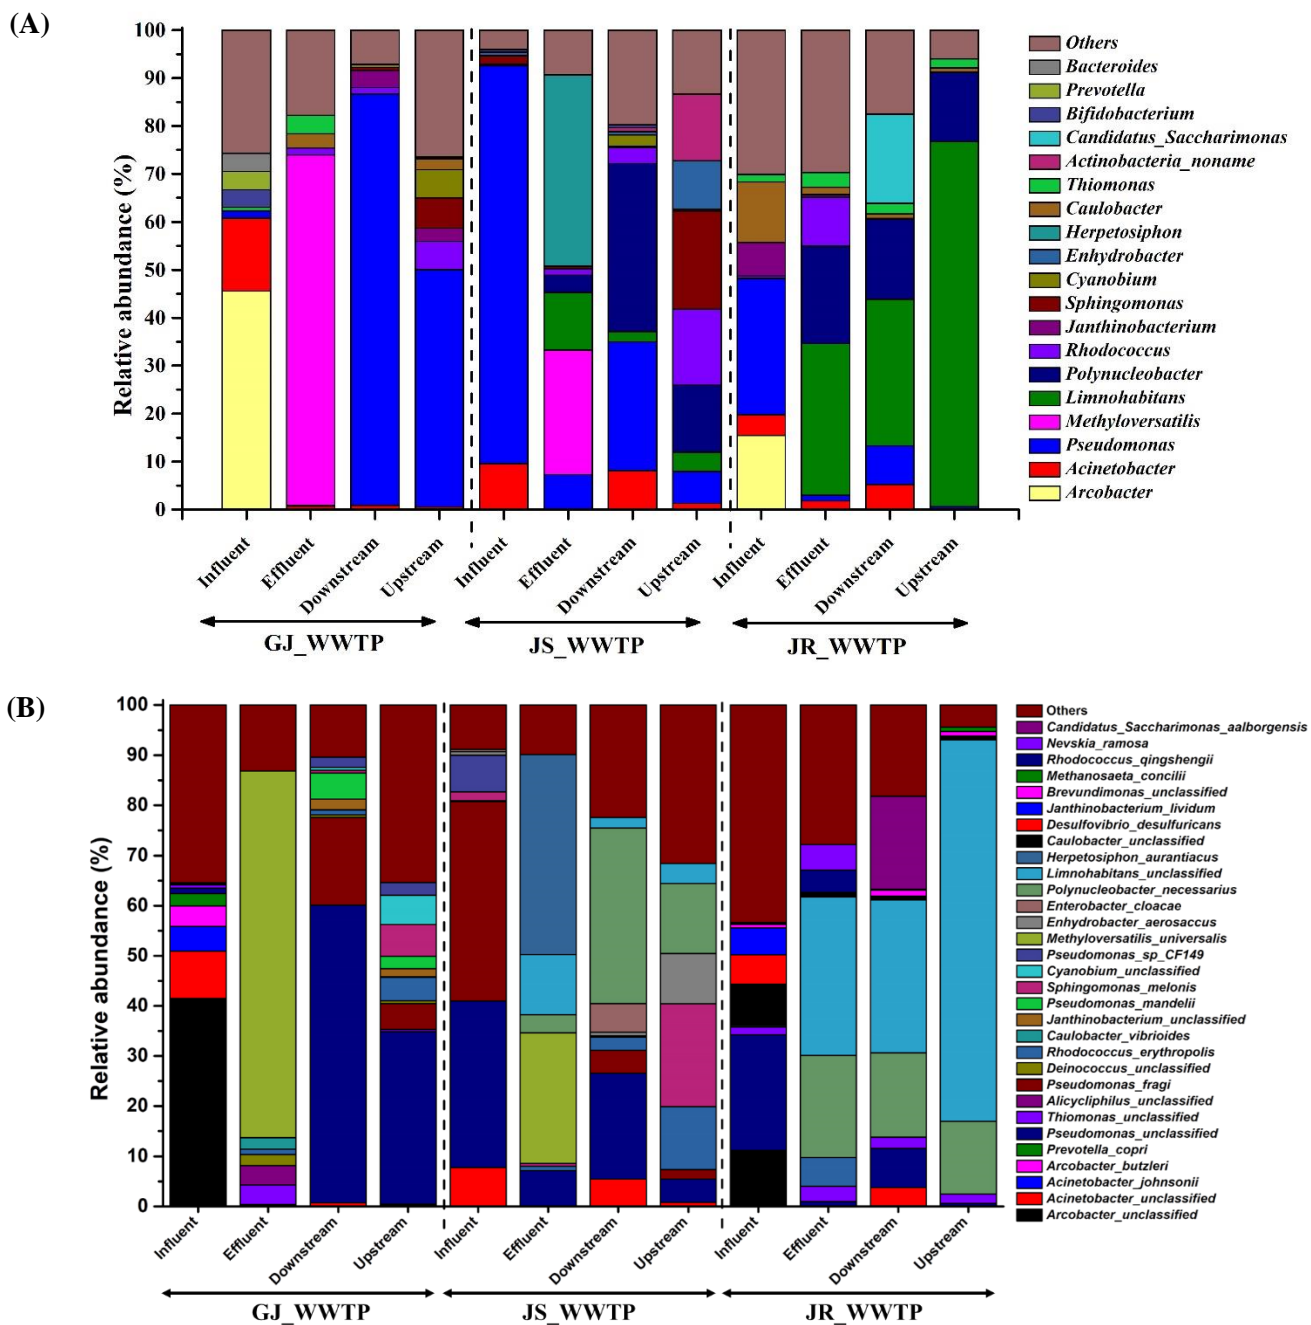 (A)
Relative abundance (%)
100
90
80
70
60
50
40
30
20
10
0
Influent
Effluent
Downstream
Upstream
Influent
Effluent
Downstream
Upstream
Influent
Effluent
Downstream
Upstream
GJ_WWTP
JS_WWTP
JR_WWTP
Others
Bacteroides
Prevotella
Bifidobacterium
Candidatus_Saccharimonas
Actinobacteria_noname
Thiomonas
Caulobacter
Herpetosiphon
Enhydrobacter
Cyanobium
Sphingomonas
Janthinobacterium
Rhodococcus
Polynucleobacter
Limnohabitans
Methyloversatilis
Pseudomonas
Acinetobacter
Arcobacter
(B)
Relative abundance (%)
100
90
80
70
60
50
40
30
20
10
0
Influent
Effluent
Downstream
Upstream
Influent
Effluent
Downstream
Upstream
Influent
Effluent
Downstream
Upstream
GJ_WWTP
JS_WWTP
JR_WWTP
Others
Candidatus_Saccharimonas_aalborgensis
Nevskia_ramosa
Rhodococcus_qingshengii
Methanosaeta_concilii
Brevundimonas_unclassified
Janthinobacterium_lividum
Desulfovibrio_desulfuricans
Caulobacter_unclassified
Herpetosiphon_aurantiacus
Limnohabitans_unclassified
Polynucleobacter_necessarius
Enterobacter_cloacae
Enhydrobacter_aerosaccus
Methyloversatilis_universalis
Pseudomonas_sp_CF149
Cyanobium_unclassified
Sphingomonas_melonis
Pseudomonas_mandelii
Janthinobacterium_unclassified
Caulobacter_vibrioides
Rhodococcus_erythropolis
Deinococcus_unclassified
Pseudomonas_fragi
Alicycliphilus_unclassified
Thiomonas_unclassified
Pseudomonas_unclassified
Prevotella_copri
Arcobacter_butzleri
Acinetobacter_johnsonii
Acinetobacter_unclassified
Arcobacter_unclassified